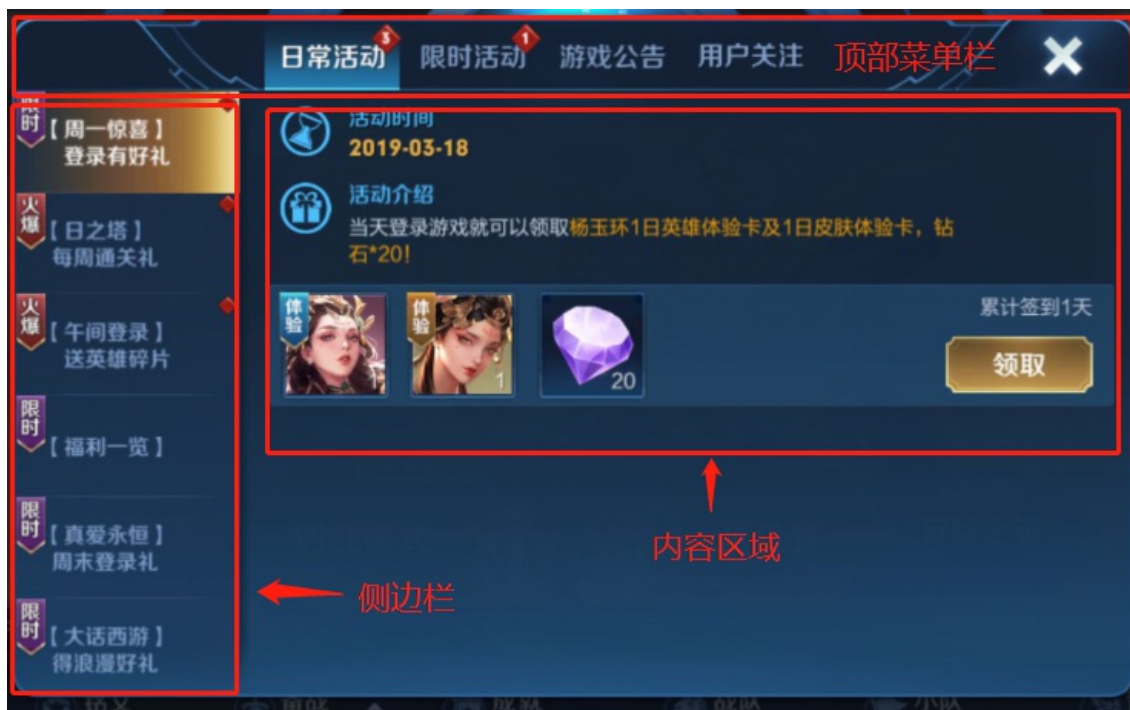 日常活动
3
限时活动
1
游戏公告
用户关注
顶部菜单栏
限时
【周一惊喜】
登录有好礼
火爆
【日之塔】
每周通关礼
火爆
【午间登录】
送英雄碎片
限时
【福利一览】
限时
【真爱永恒】
周末登录礼
限时
【大话西游】
得浪漫好礼
侧边栏
活动时间
2019-03-18
活动介绍
当天登录游戏就可以领取杨玉环1日英雄体验卡及1日皮肤体验卡，钻
石*20！
体验
1
体验
1
20
累计签到1天
领取
内容区域